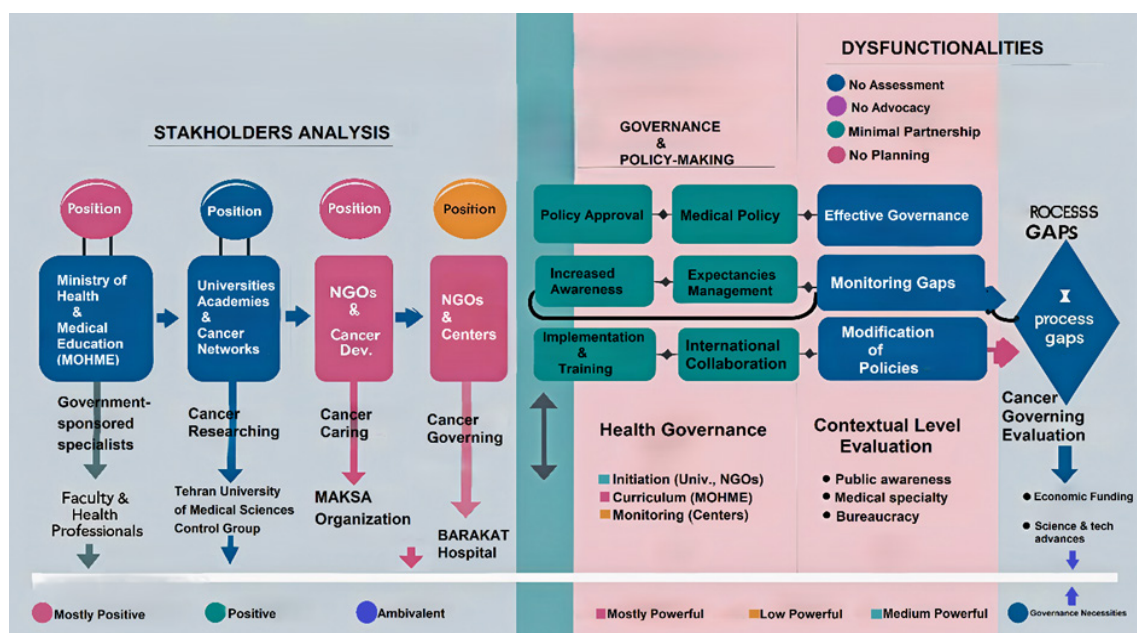 DYSFUNCTIONALITIES
No Assessment
No Advocacy
Minimal Partnership
No Planning
STAKHOLDERS ANALYSIS
GOVERNANCE
&
POLICY-MAKING
Position
Position
Position
Position
Ministry of
Health
&
Medical
Education
(MOHME)
Universities
Academies
&
Cancer
Networks
NGOs
&
Cancer
Dev.
NGOs
&
Centers
Policy Approval
Medical Policy
Effective Governance
Increased
Awareness
Expectancies
Management
Monitoring Gaps
Implementation
&
Training
International
Collaboration
Modification
of
Policies
ROCESSS
GAPS
process
gaps
Government-
sponsored
specialists
Cancer
Researching
Cancer
Caring
Cancer
Governing
Faculty &
Health
Professionals
Tehran University
of Medical Sciences
Control Group
MAKSA
Organization
BARAKAT
Hospital
Health Governance
Initiation (Univ., NGOs)
Curriculum (MOHME)
Monitoring (Centers)
Contextual Level
Evaluation
Public awareness
Medical specialty
Bureaucracy
Cancer
Governing
Evaluation
Economic Funding
Science & tech
advances
Mostly Positive
Positive
Ambivalent
Mostly Powerful
Low Powerful
Medium Powerful
Governance Necessities